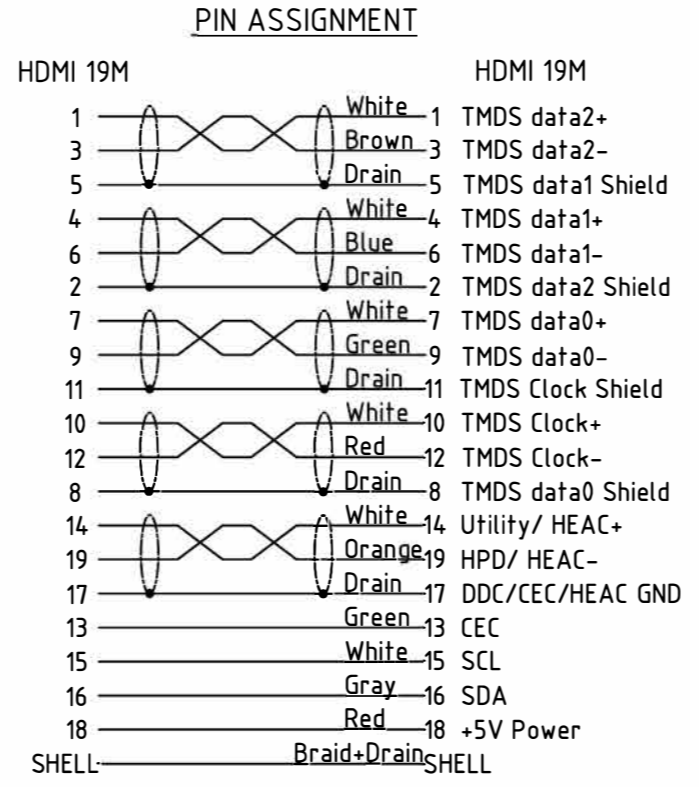 PIN ASSIGNMENT
HDMI 19M HDMI 19M
1 White 1 TMDS data2+
3 Brown 3 TMDS data2-
5 Drain 5 TMDS data1 Shield
4 White 4 TMDS data1+
6 Blue 6 TMDS data1-
2 Drain 2 TMDS data2 Shield
7 White 7 TMDS data0+
9 Green 9 TMDS data0-
11 Drain 11 TMDS Clock Shield
10 White 10 TMDS Clock+
12 Red 12 TMDS Clock-
8 Drain 8 TMDS data0 Shield
14 White 14 Utility/ HEAC+
19 Orange 19 HPD/ HEAC-
17 Drain 17 DDC/CEC/HEAC GND
13 Green 13 CEC
15 White 15 SCL
16 Gray 16 SDA
18 Red 18 +5V Power
SHELL Braid+Drain SHELL